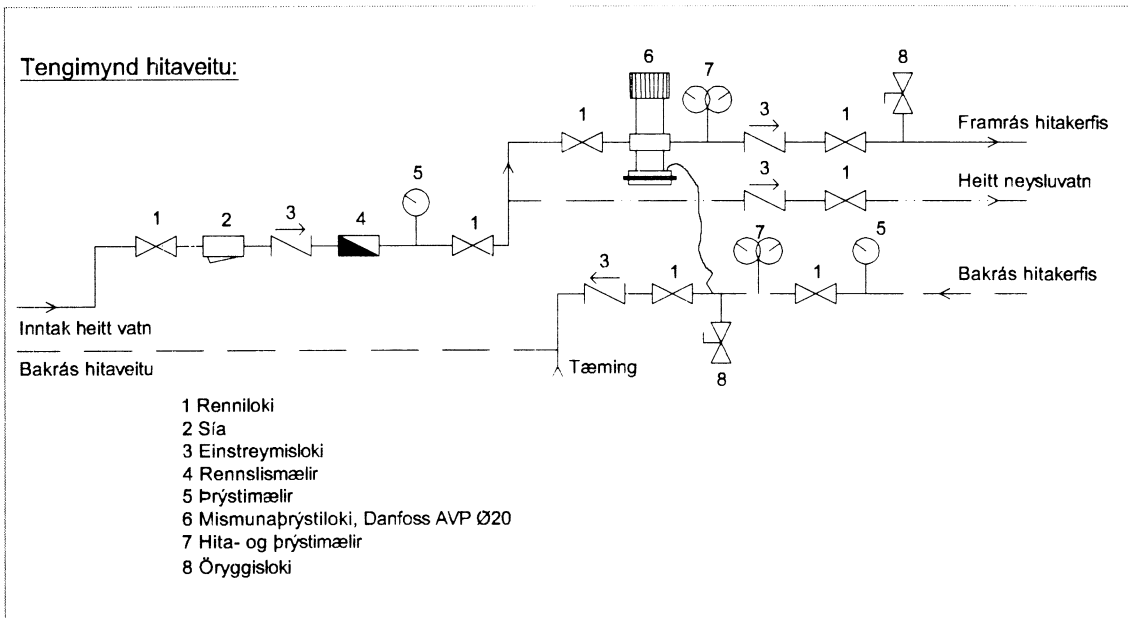 Tengimynd hitaveitu:
6
7
8
1
3
1
Framrás hitakerfis
3
1
Heitt neysluvatn
5
1
2
3
4
1
7
5
3
1
1
Bakrás hitakerfis
Inntak heitt vatn
Bakrás hitaveitu
Tæming
8
1 Renniloki
2 Sía
3 Einstreymisloki
4 Rennslismælir
5 Þrýstimælir
6 Mismunaþrýstiloki, Danfoss AVP Ø20
7 Hita- og þrýstimælir
8 Öryggisloki